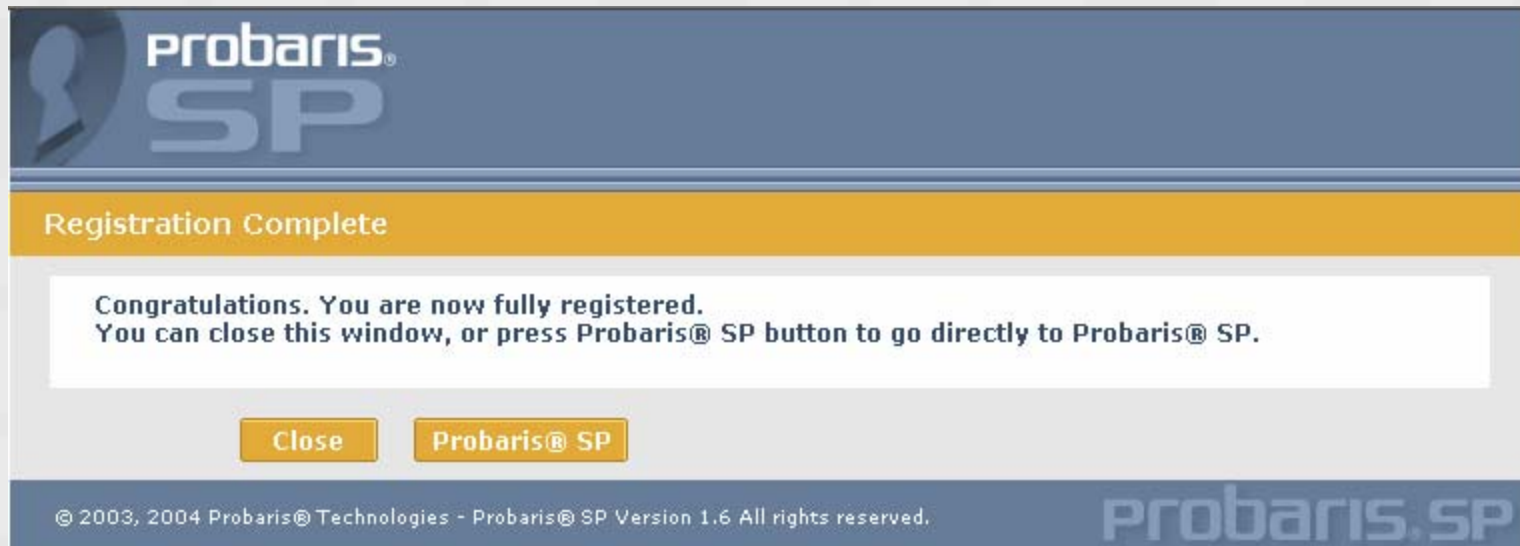 probaris®
SP
Registration Complete
Congratulations. You are now fully registered.
You can close this window, or press Probaris® SP button to go directly to Probaris® SP.
Close
Probaris® SP
© 2003, 2004 Probaris® Technologies - Probaris® SP Version 1.6 All rights reserved.
probaris.SP